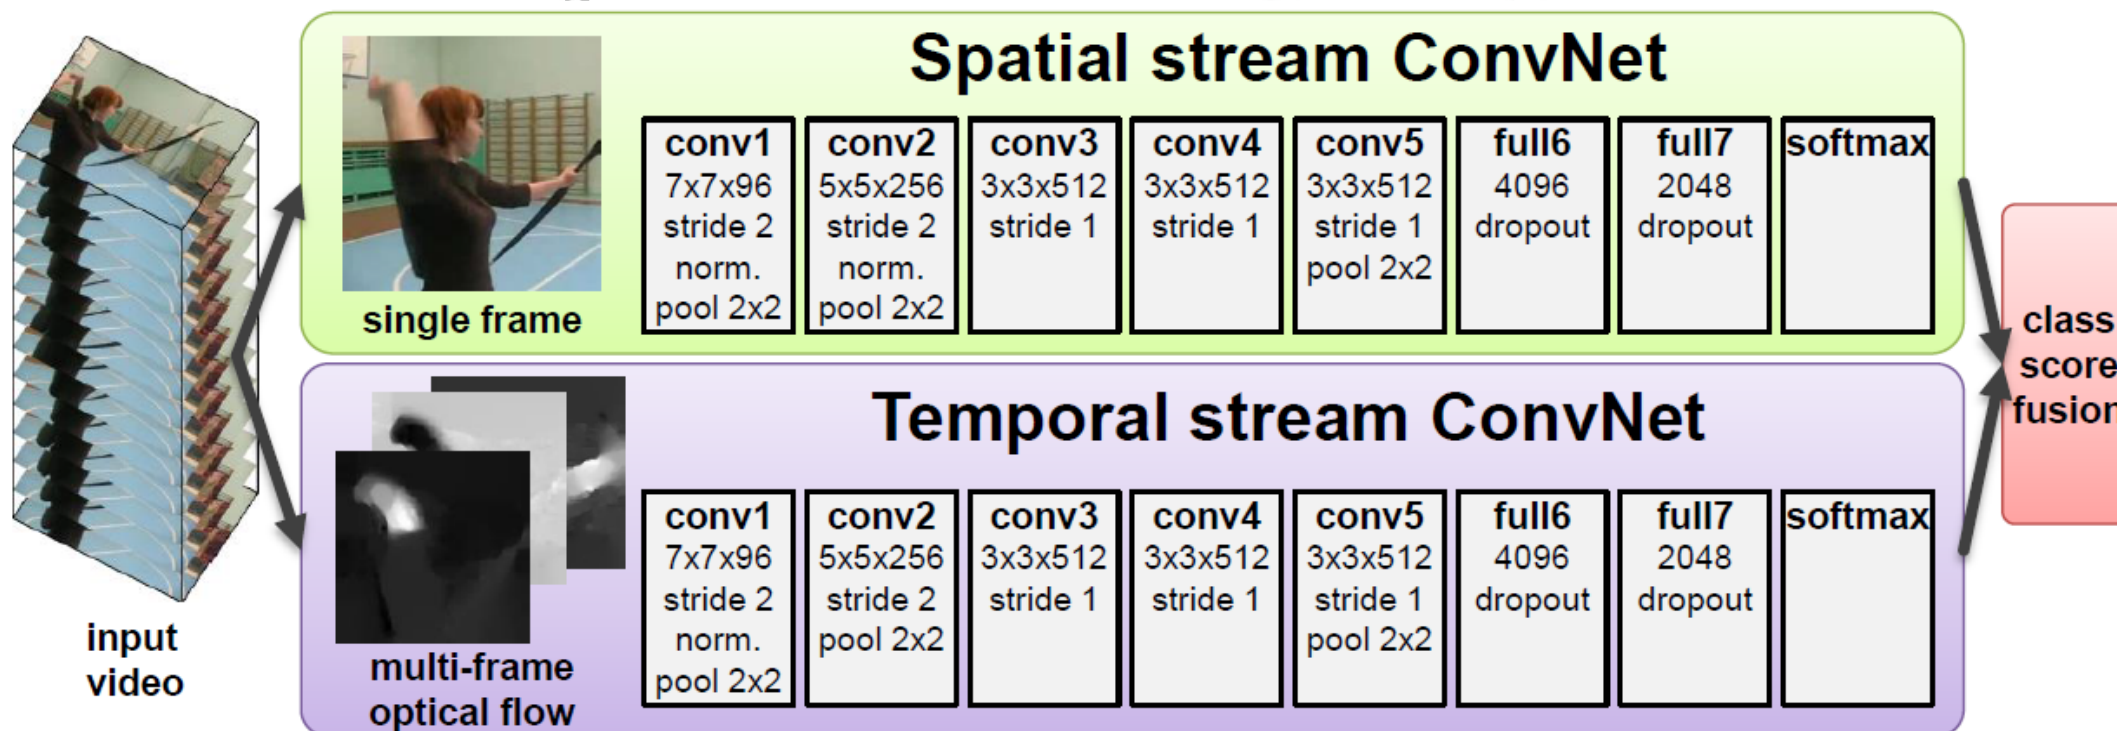 Spatial stream ConvNet
single frame
conv1
7x7x96
stride 2
norm.
pool 2x2
conv2
5x5x256
stride 2
norm.
pool 2x2
conv3
3x3x512
stride 1
conv4
3x3x512
stride 1
conv5
3x3x512
stride 1
pool 2x2
full6
4096
dropout
full7
2048
dropout
softmax
input
video
Temporal stream ConvNet
multi-frame
optical flow
conv1
7x7x96
stride 2
norm.
pool 2x2
conv2
5x5x256
stride 2
pool 2x2
conv3
3x3x512
stride 1
conv4
3x3x512
stride 1
conv5
3x3x512
stride 1
pool 2x2
full6
4096
dropout
full7
2048
dropout
softmax
class
score
fusion